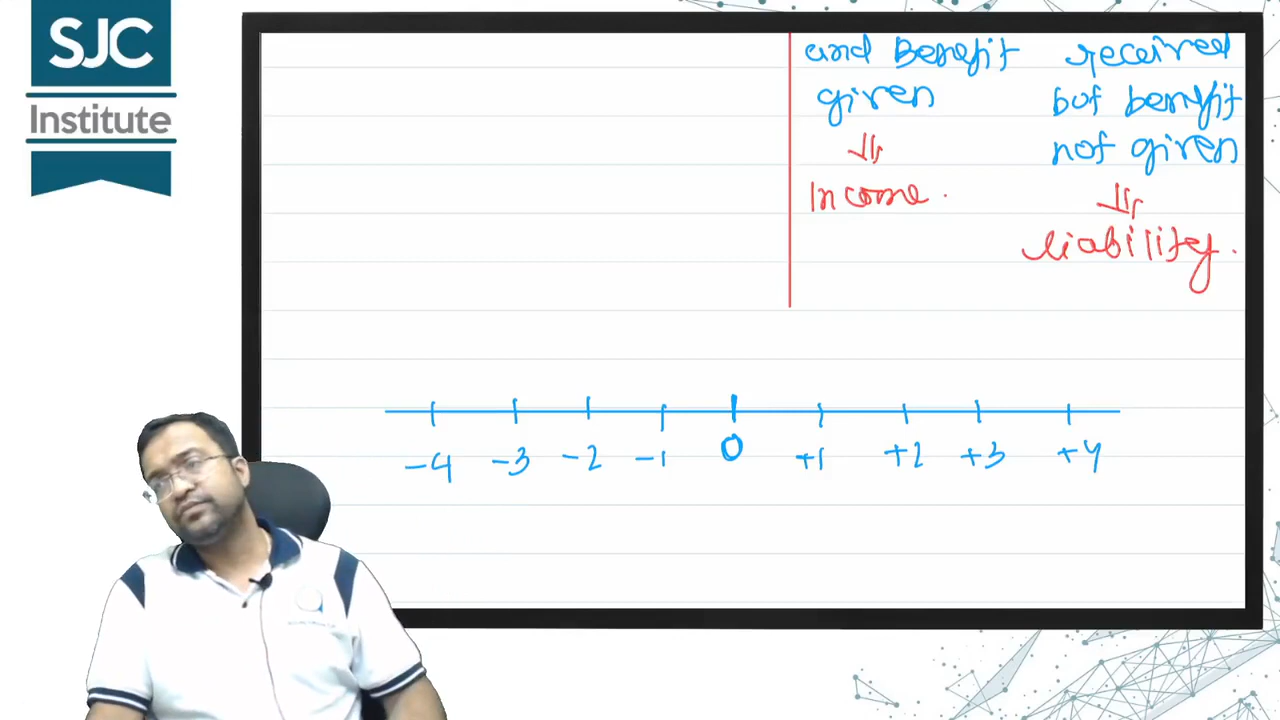 SJC
Institute
and Benefit
given
Income.
received
but benefit
not given
liability.
-4 -3 -2 -1 0 +1 +2 +3 +4